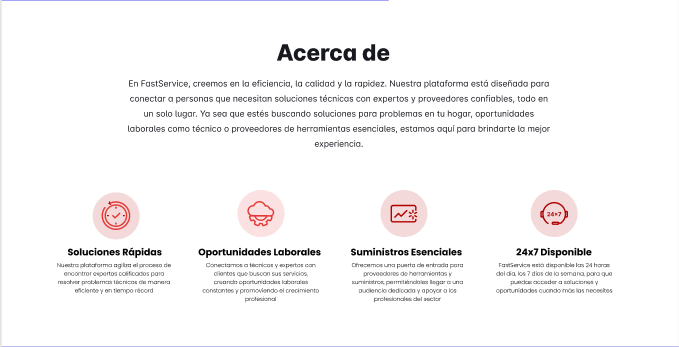 Acerca de
En FastService, creemos en la eficiencia, la calidad y la rapidez. Nuestra plataforma está diseñada para
conectar a personas que necesitan soluciones técnicas con expertos y proveedores confiables, todo en
un solo lugar. Ya sea que estés buscando soluciones para problemas en tu hogar, oportunidades
laborales como técnico o proveedores de herramientas esenciales, estamos aquí para brindarte la mejor
experiencia.
Soluciones Rápidas
Nuestra plataforma agiliza el proceso de
encontrar expertos calificados para
resolver problemas técnicos de manera
eficiente y en tiempo récord
Oportunidades Laborales
Conectamos a técnicos y expertos con
clientes que buscan sus servicios,
creando oportunidades laborales
constantes y promoviendo el crecimiento
profesional
Suministros Esenciales
Ofrecemos una puerta de entrada para
proveedores de herramientas y
suministros, permitiéndoles llegar a una
audiencia dedicada y apoyar a los
profesionales del sector
24×7
24x7 Disponible
FastService está disponible las 24 horas
del día, los 7 días de la semana, para que
puedas acceder a soluciones y
oportunidades cuando más las necesites